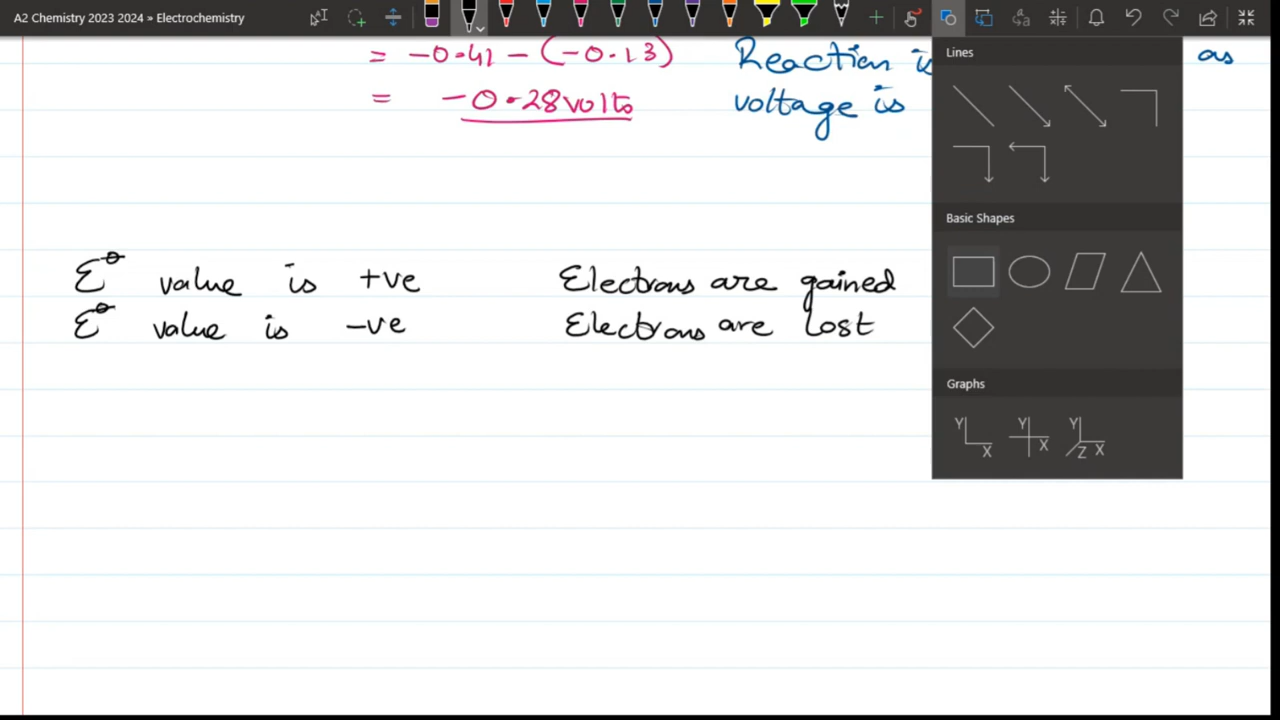 A2 Chemistry 2023 2024 » Electrochemistry
= -0.41 - (-0.13) Reaction is as
= -0.28 volts voltage is
E⦵ value is +ve Electrons are gained
E⦵ value is -ve Electrons are lost
Lines
Basic Shapes
Graphs
Y X Y X Y Z X